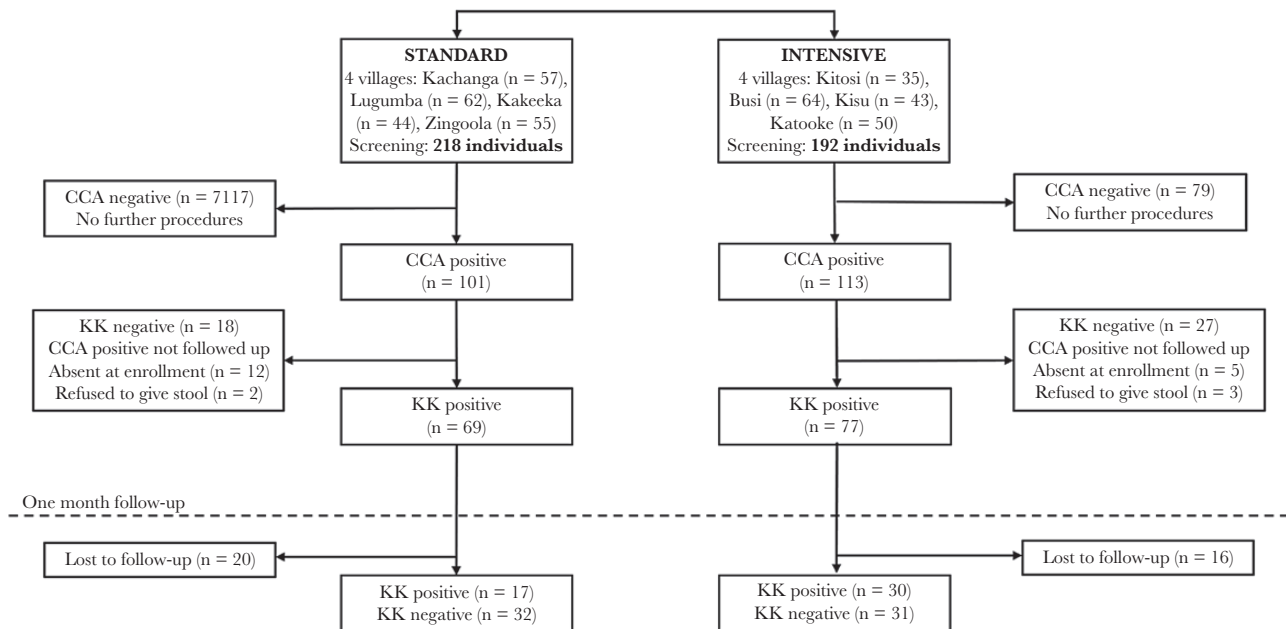 STANDARD
4 villages: Kachanga (n = 57),
Lugumba (n = 62), Kakeeka
(n = 44), Zingoola (n = 55)
Screening: 218 individuals
INTENSIVE
4 villages: Kitosi (n = 35),
Busi (n = 64), Kisu (n = 43),
Katooke (n = 50)
Screening: 192 individuals
CCA negative (n = 7117)
No further procedures
CCA negative (n = 79)
No further procedures
CCA positive
(n = 101)
CCA positive
(n = 113)
KK negative (n = 18)
CCA positive not followed up
Absent at enrollment (n = 12)
Refused to give stool (n = 2)
KK negative (n = 27)
CCA positive not followed up
Absent at enrollment (n = 5)
Refused to give stool (n = 3)
KK positive
(n = 69)
KK positive
(n = 77)
One month follow-up
Lost to follow-up (n = 20)
Lost to follow-up (n = 16)
KK positive (n = 17)
KK negative (n = 32)
KK positive (n = 30)
KK negative (n = 31)